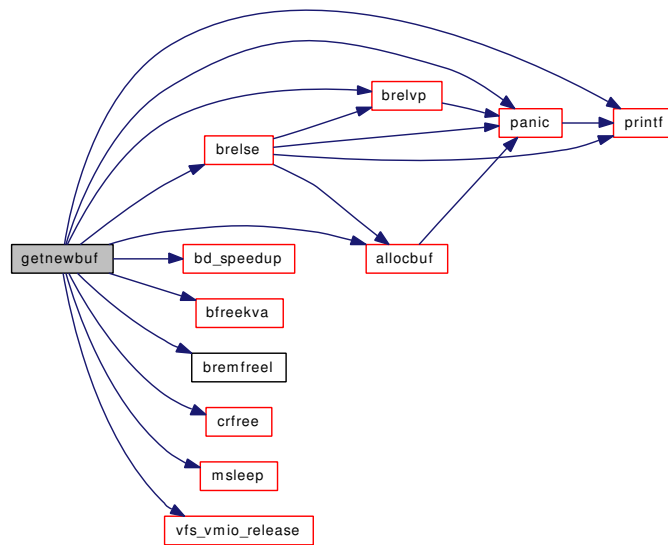 brelvp
panic
printf
brelse
getnewbuf
bd_speedup
allocbuf
bfreekva
bremfreel
crfree
msleep
vfs_vmio_release